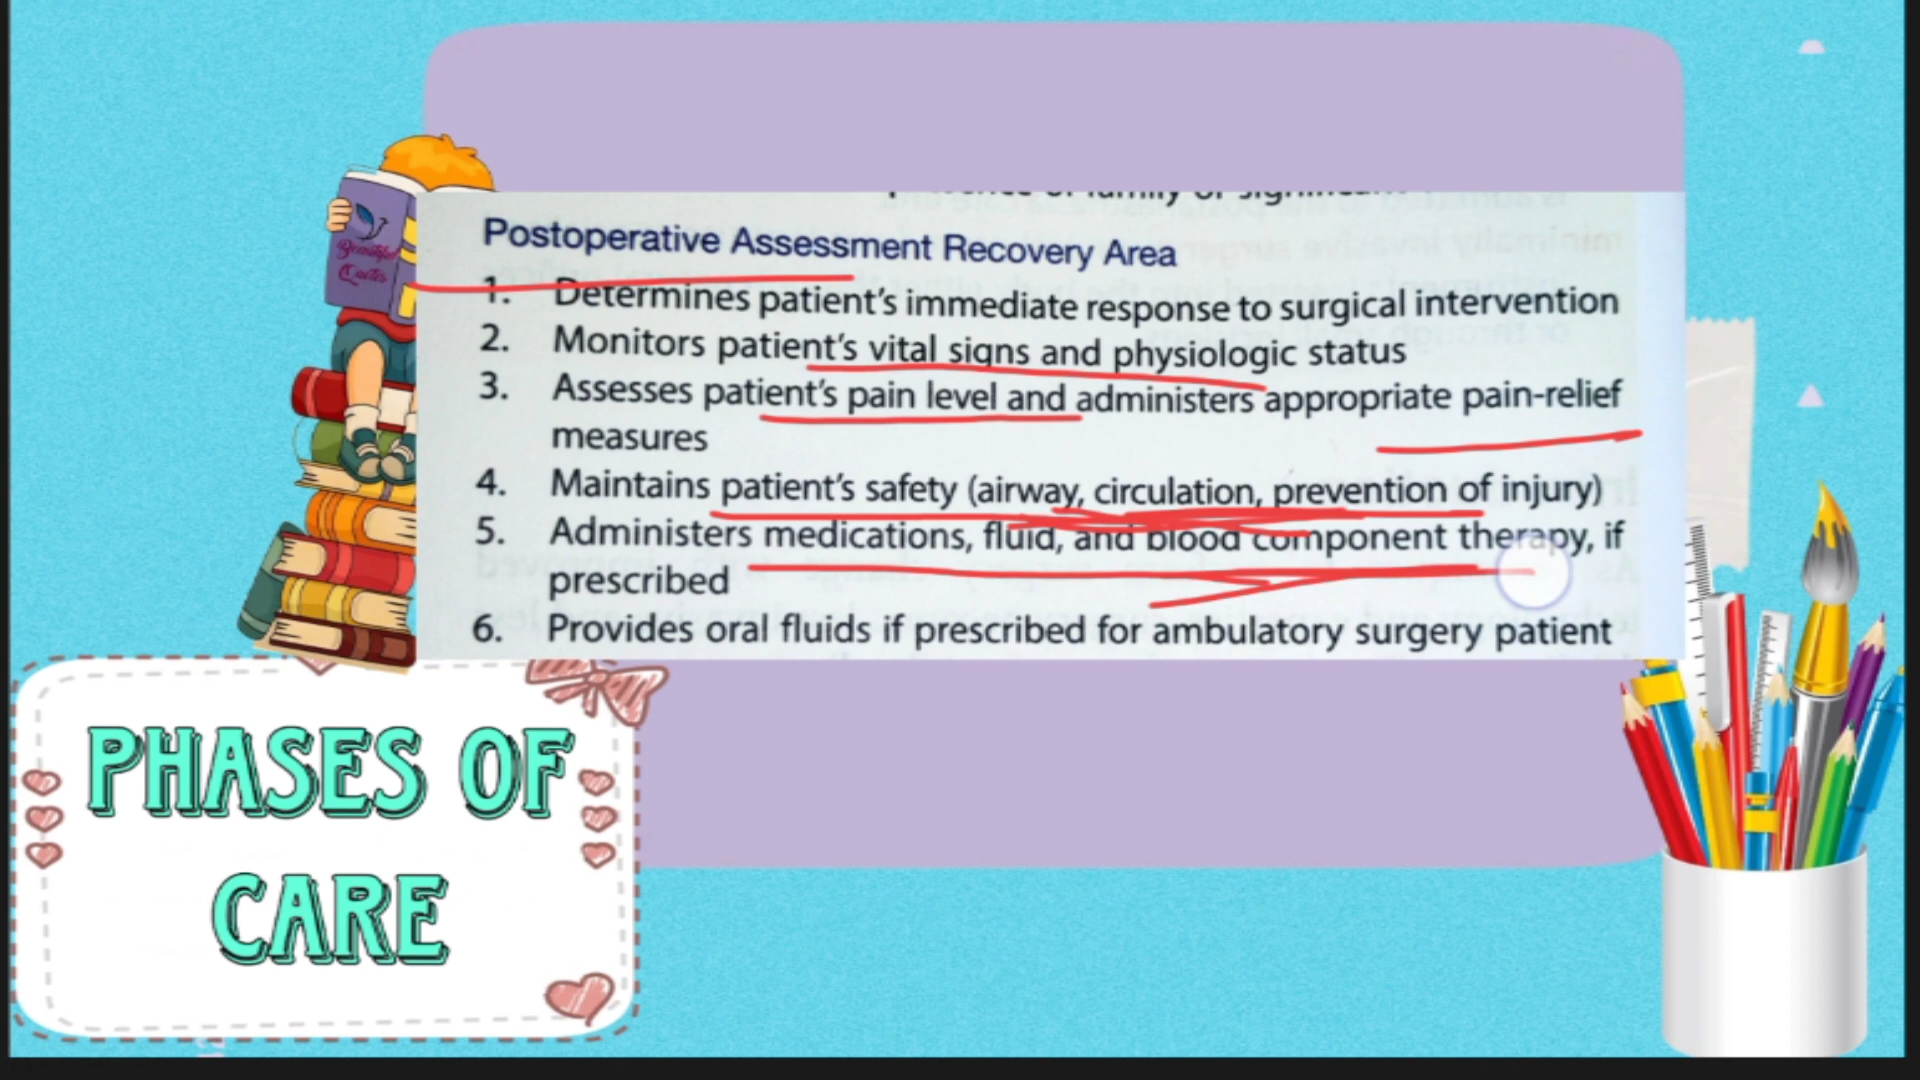 Postoperative Assessment Recovery Area
1. Determines patient's immediate response to surgical intervention
2. Monitors patient's vital signs and physiologic status
3. Assesses patient's pain level and administers appropriate pain-relief
measures
4. Maintains patient's safety (airway, circulation, prevention of injury)
5. Administers medications, fluid, and blood component therapy, if
prescribed
6. Provides oral fluids if prescribed for ambulatory surgery patient
PHASES OF
CARE